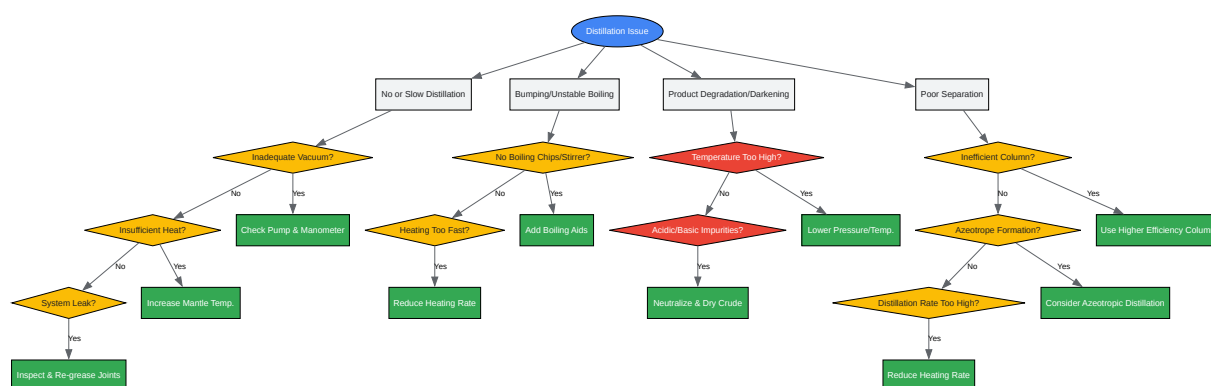 Distillation Issue
No or Slow Distillation
Bumping/Unstable Boiling
Product Degradation/Darkening
Poor Separation
Inadequate Vacuum?
No Boiling Chips/Stirrer?
Temperature Too High?
Inefficient Column?
No
Yes
No
Yes
No
Yes
No
Yes
Insufficient Heat?
Check Pump & Manometer
Heating Too Fast?
Add Boiling Aids
Acidic/Basic Impurities?
Lower Pressure/Temp.
Azeotrope Formation?
Use Higher Efficiency Column
No
Yes
Yes
Yes
No
Yes
System Leak?
Increase Mantle Temp.
Reduce Heating Rate
Neutralize & Dry Crude
Distillation Rate Too High?
Consider Azeotropic Distillation
Yes
Yes
Inspect & Re-grease Joints
Reduce Heating Rate